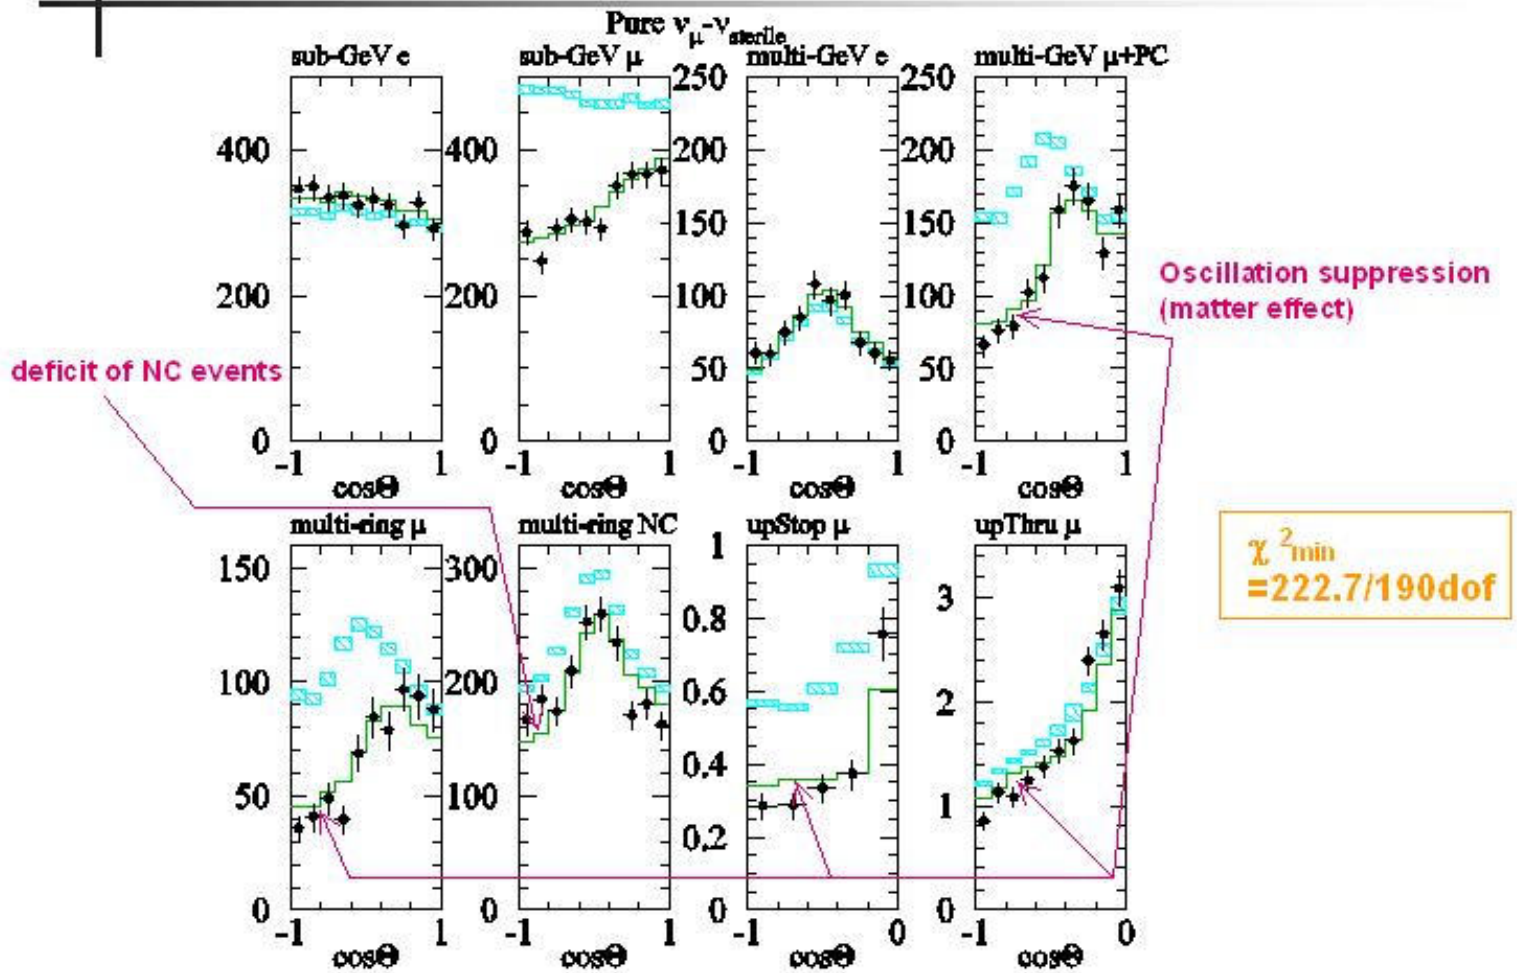 Pure νμ-νsterile
sub-GeV e
sub-GeV μ
multi-GeV e
multi-GeV μ+PC
400
200
0
-1
1
cosΘ
400
200
0
-1
1
cosΘ
250
200
150
100
50
0
-1
1
cosΘ
250
200
150
100
50
0
-1
1
cosΘ
Oscillation suppression
(matter effect)
deficit of NC events
multi-ring μ
multi-ring NC
upStop μ
upThru μ
150
100
50
0
-1
1
cosΘ
300
200
100
0
-1
1
cosΘ
1
0.8
0.6
0.4
0.2
0
-1
0
cosΘ
3
2
1
0
-1
0
cosΘ
χ 2min
=222.7/190dof